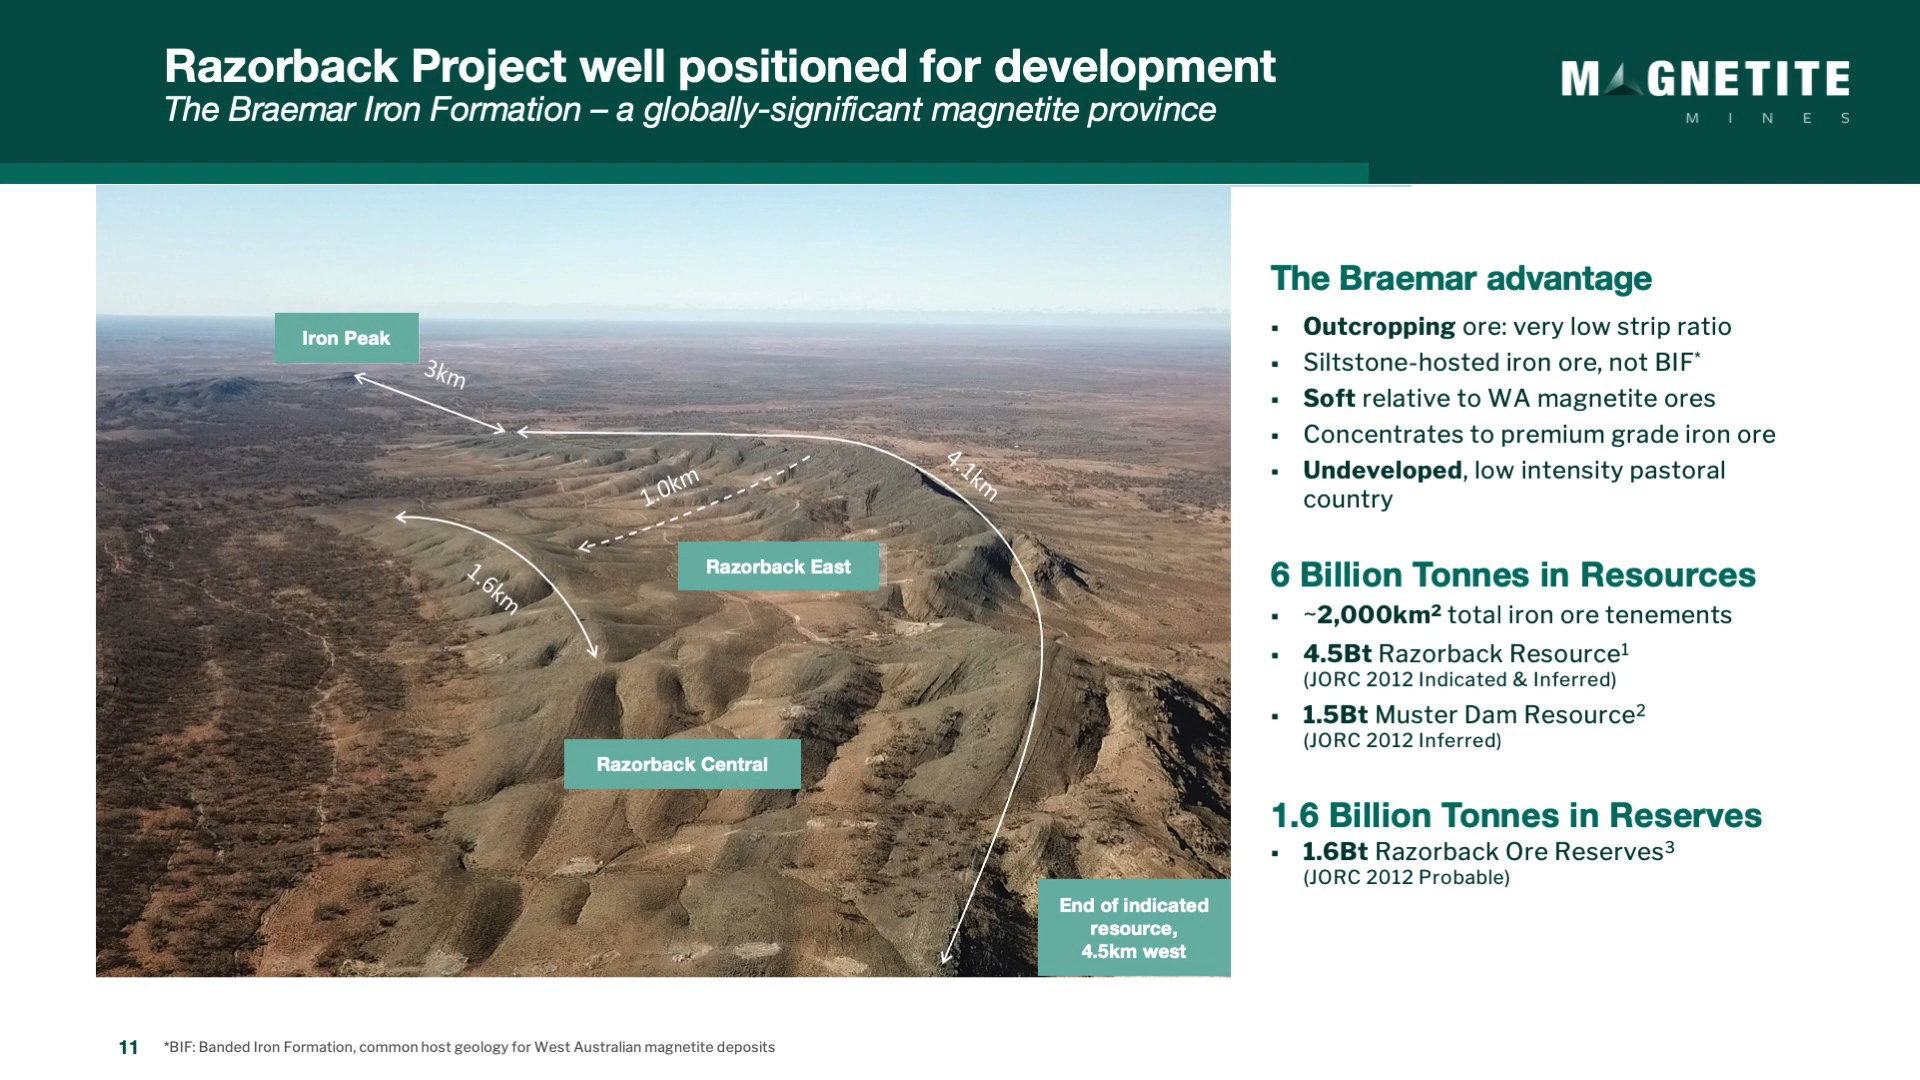 Razorback Project well positioned for development
The Braemar Iron Formation – a globally-significant magnetite province
MAGNETITE
MINES
Iron Peak
3km
4.1km
1.0km
1.6km
Razorback East
Razorback Central
End of indicated
resource,
4.5km west
The Braemar advantage
▪ Outcropping ore: very low strip ratio
▪ Siltstone-hosted iron ore, not BIF*
▪ Soft relative to WA magnetite ores
▪ Concentrates to premium grade iron ore
▪ Undeveloped, low intensity pastoral
country
6 Billion Tonnes in Resources
▪ ~2,000km² total iron ore tenements
▪ 4.5Bt Razorback Resource¹
(JORC 2012 Indicated & Inferred)
▪ 1.5Bt Muster Dam Resource²
(JORC 2012 Inferred)
1.6 Billion Tonnes in Reserves
▪ 1.6Bt Razorback Ore Reserves³
(JORC 2012 Probable)
11
*BIF: Banded Iron Formation, common host geology for West Australian magnetite deposits